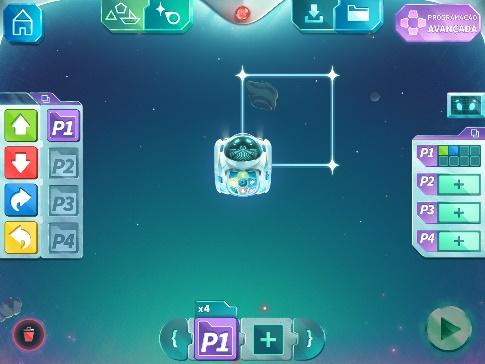 PROGRAMAÇÃO
AVANÇADA
P1
P2
P3
P4
P1
P2
P3
P4
x4
{ P1 + }